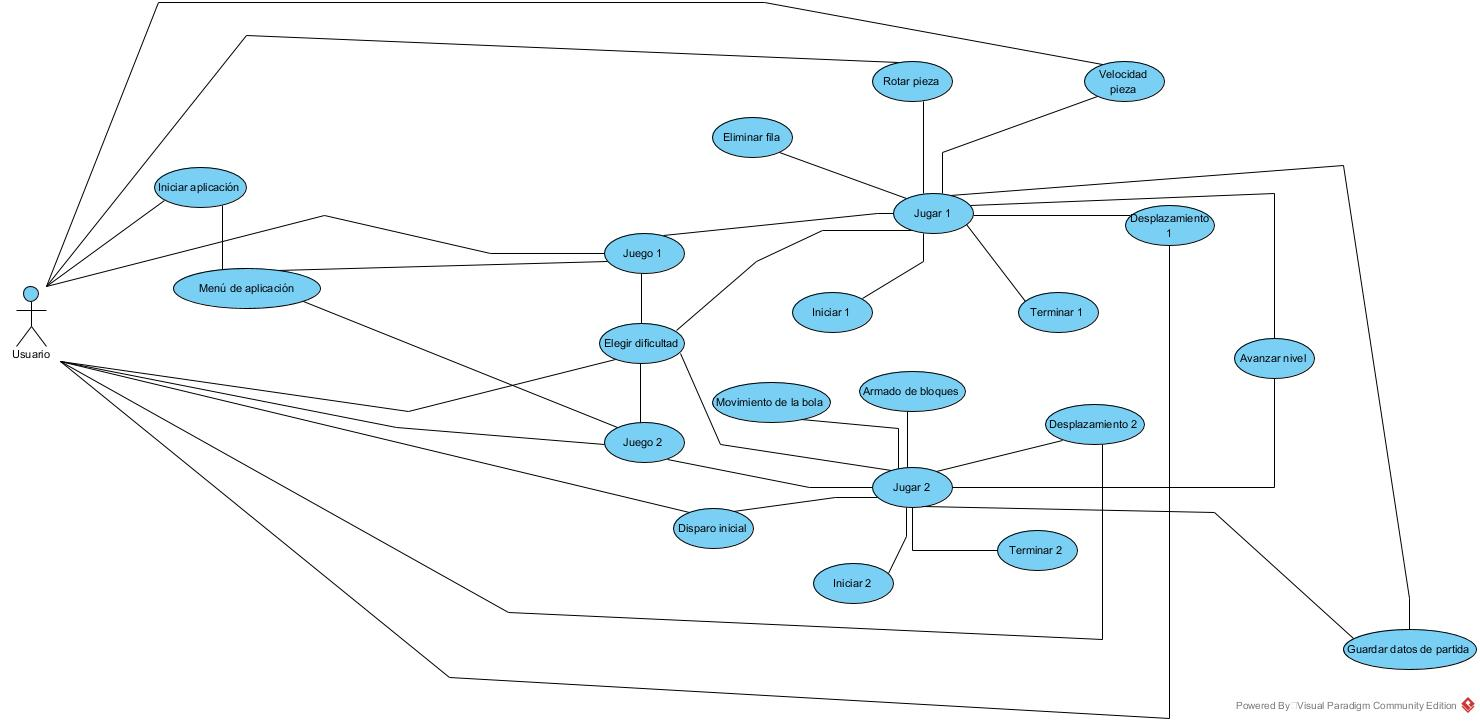 Rotar pieza
Velocidad
pieza
Eliminar fila
Iniciar aplicación
Jugar 1
Desplazamiento
1
Juego 1
Menú de aplicación
Iniciar 1
Terminar 1
Usuario
Elegir dificultad
Avanzar nivel
Movimiento de la bola
Armado de bloques
Desplazamiento 2
Juego 2
Jugar 2
Disparo inicial
Terminar 2
Iniciar 2
Guardar datos de partida
Powered By Visual Paradigm Community Edition